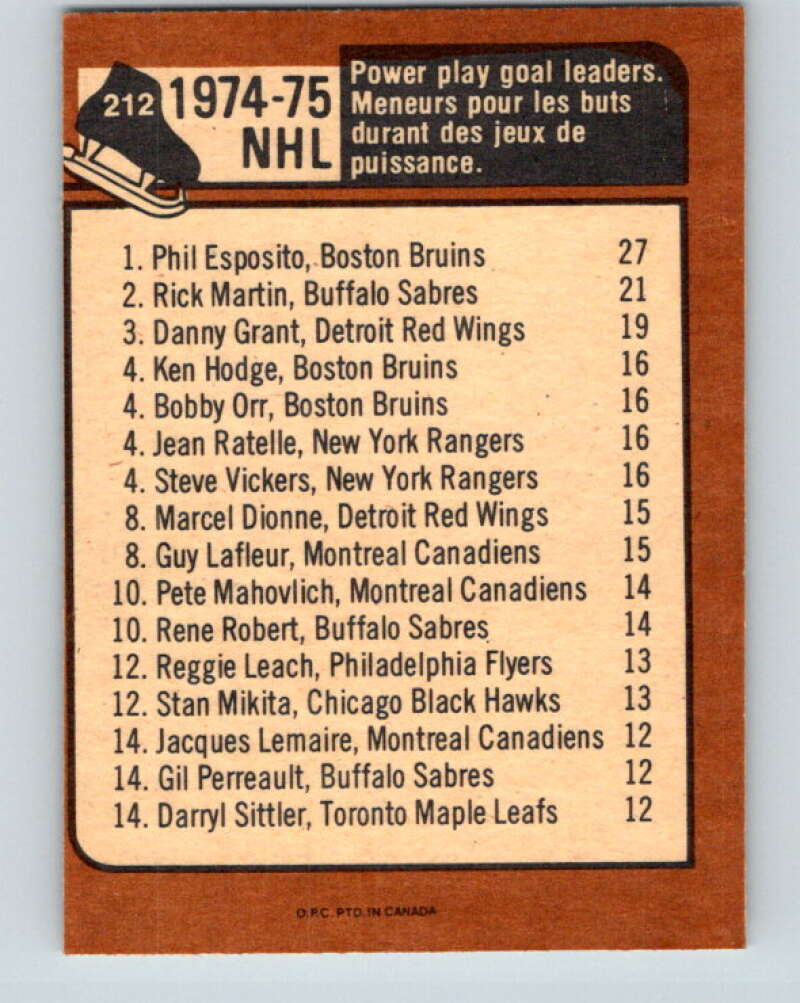 212
1974-75
NHL
Power play goal leaders.
Meneurs pour les buts
durant des jeux de
puissance.
1. Phil Esposito, Boston Bruins 27
2. Rick Martin, Buffalo Sabres 21
3. Danny Grant, Detroit Red Wings 19
4. Ken Hodge, Boston Bruins 16
4. Bobby Orr, Boston Bruins 16
4. Jean Ratelle, New York Rangers 16
4. Steve Vickers, New York Rangers 16
8. Marcel Dionne, Detroit Red Wings 15
8. Guy Lafleur, Montreal Canadiens 15
10. Pete Mahovlich, Montreal Canadiens 14
10. Rene Robert, Buffalo Sabres 14
12. Reggie Leach, Philadelphia Flyers 13
12. Stan Mikita, Chicago Black Hawks 13
14. Jacques Lemaire, Montreal Canadiens 12
14. Gil Perreault, Buffalo Sabres 12
14. Darryl Sittler, Toronto Maple Leafs 12
O.P.C. PTD. IN CANADA